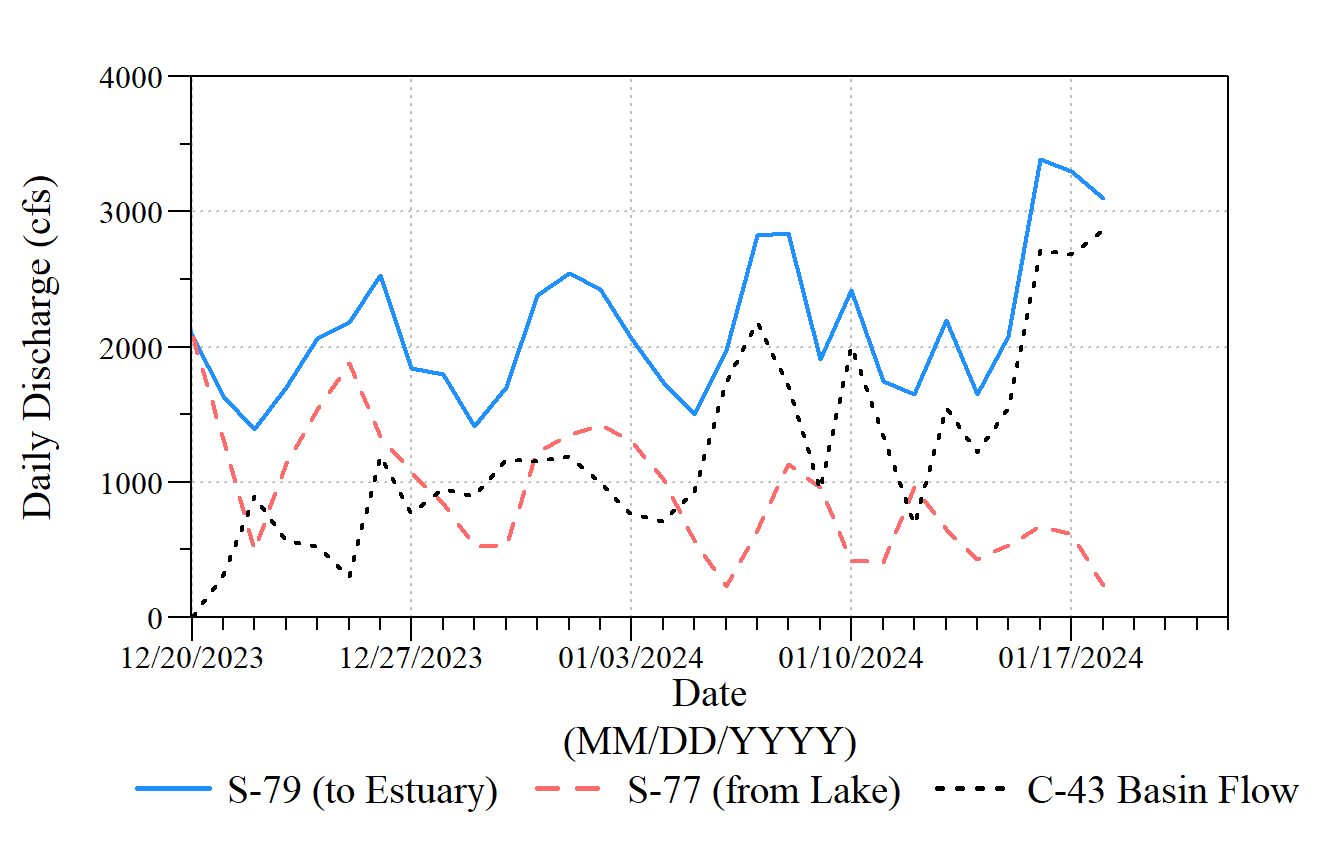 4000
3000
2000
1000
0
Daily Discharge (cfs)
12/20/2023 12/27/2023 01/03/2024 01/10/2024 01/17/2024
Date
(MM/DD/YYYY)
S-79 (to Estuary) S-77 (from Lake) C-43 Basin Flow